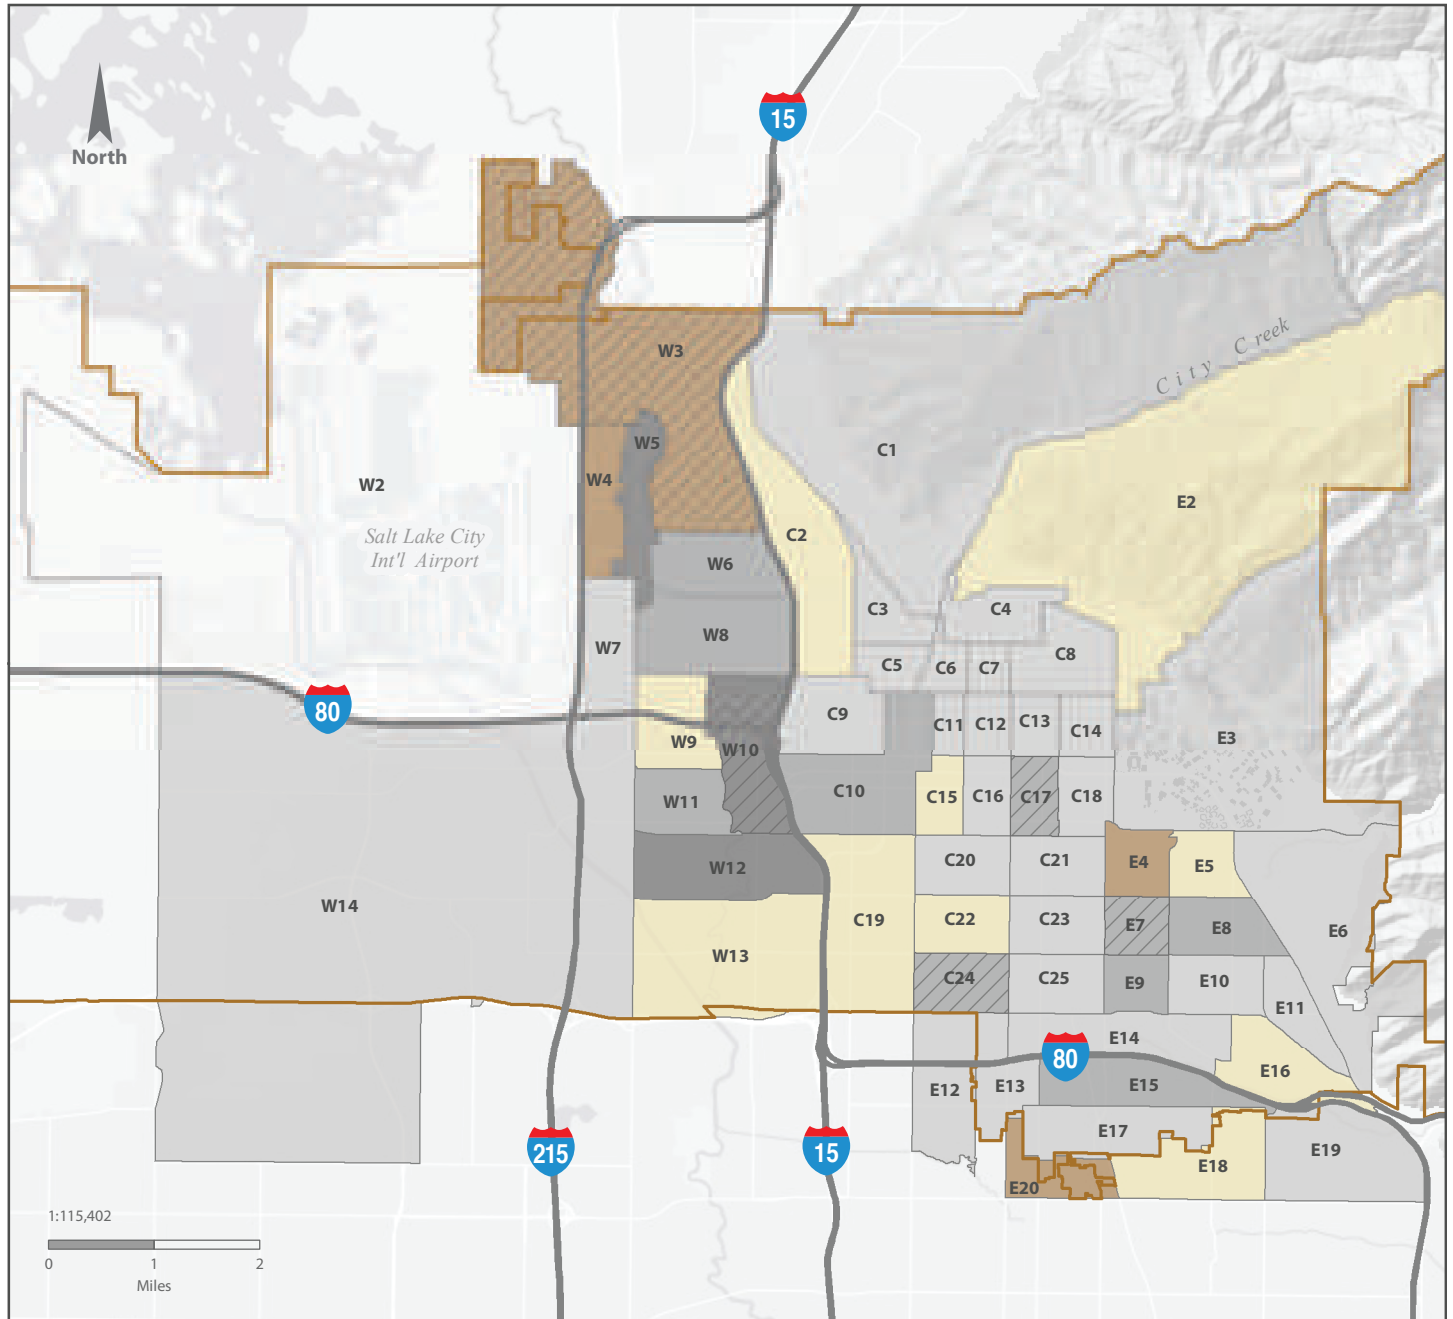 15
North
City Creek
W3
W5
C1
W4
W2
E2
Salt Lake City
Int'l Airport
C2
W6
C3
C4
W8
W7
C8
C5
C6
C7
80
C9
C11
C12
C13
C14
E3
W9
W10
W11
C10
C15
C16
C17
C18
W12
C20
C21
E4
E5
W14
C19
C22
C23
E7
E8
E6
W13
C24
C25
E9
E10
E11
E14
80
E12
E13
E15
E16
215
15
E17
E19
E18
E20
1:115,402
0 1 2
Miles